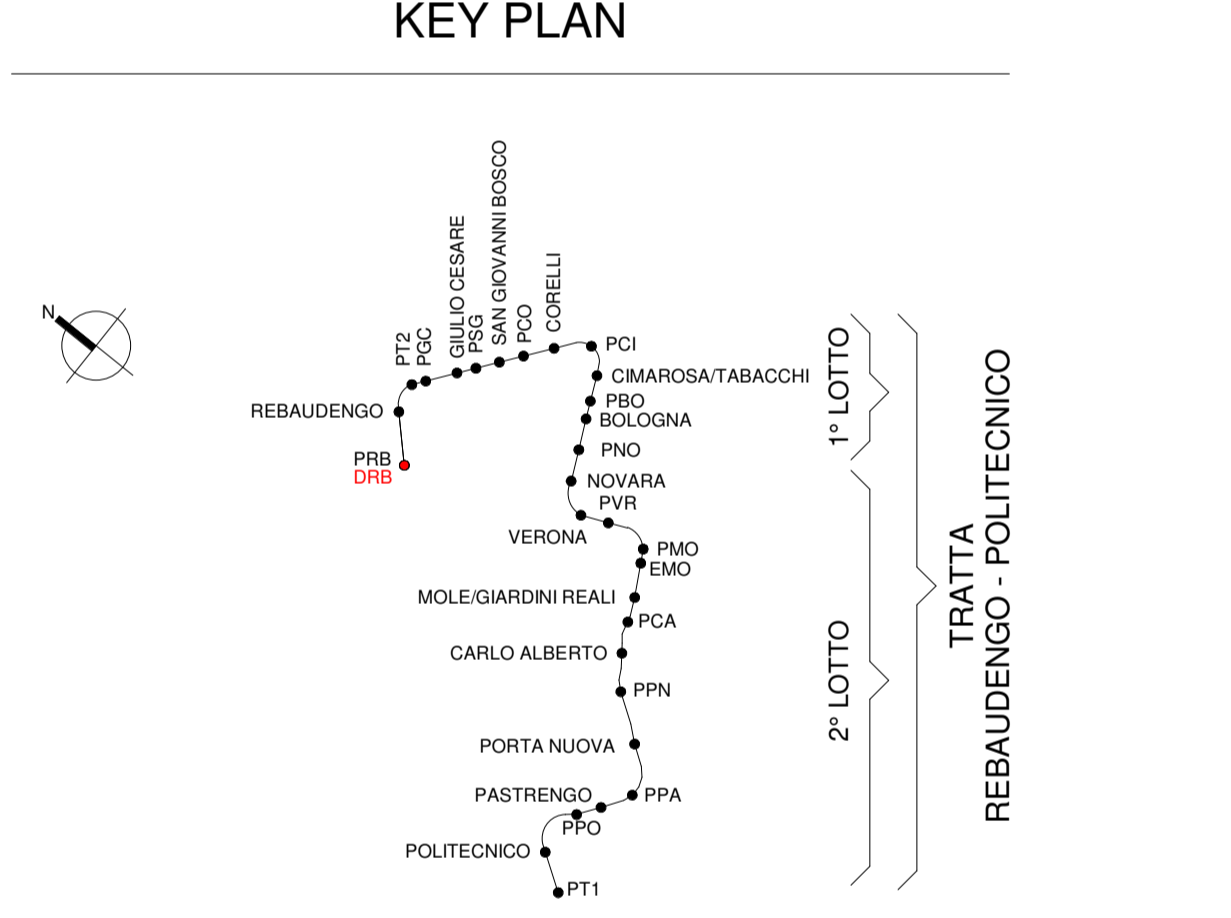 KEY PLAN
N
PT2
PGC
GIULIO CESARE
PSG
SAN GIOVANNI BOSCO
PCO
CORELLI
PCI
CIMAROSA/TABACCHI
REBAUDENGO
PBO
BOLOGNA
PNO
PRB
DRB
NOVARA
PVR
VERONA
PMO
EMO
MOLE/GIARDINI REALI
PCA
CARLO ALBERTO
PPN
PORTA NUOVA
PASTRENGO
PPA
PPO
POLITECNICO
PT1
1° LOTTO
2° LOTTO
TRATTA
REBAUDENGO - POLITECNICO